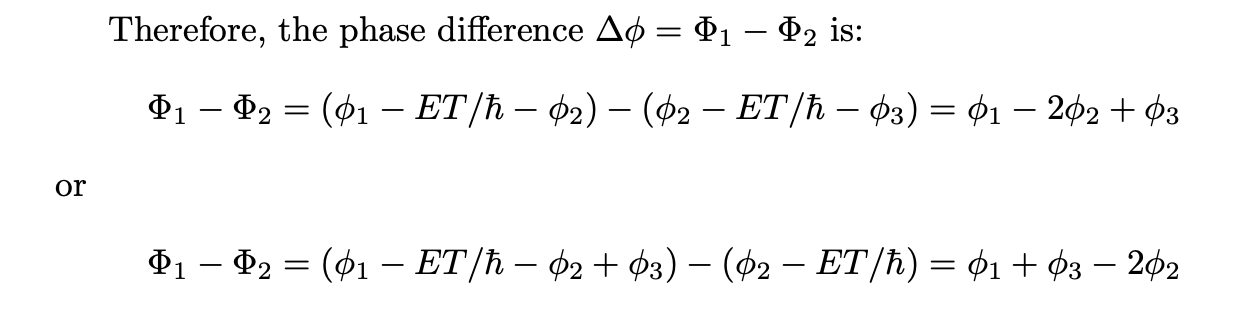 Therefore, the phase difference Δϕ = Φ₁ − Φ₂ is:
Φ₁ − Φ₂ = (ϕ₁ − ET/ℏ − ϕ₂) − (ϕ₂ − ET/ℏ − ϕ₃) = ϕ₁ − 2ϕ₂ + ϕ₃
or
Φ₁ − Φ₂ = (ϕ₁ − ET/ℏ − ϕ₂ + ϕ₃) − (ϕ₂ − ET/ℏ) = ϕ₁ + ϕ₃ − 2ϕ₂